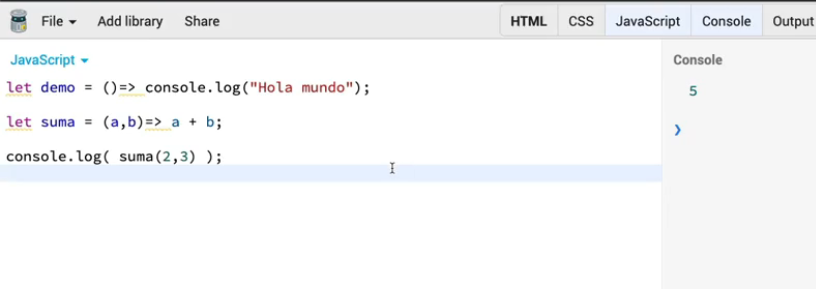 File Add library Share HTML CSS JavaScript Console Output
JavaScript Console
let demo = ()=> console.log("Hola mundo"); 5
let suma = (a,b)=> a + b; ❯
console.log( suma(2,3) );